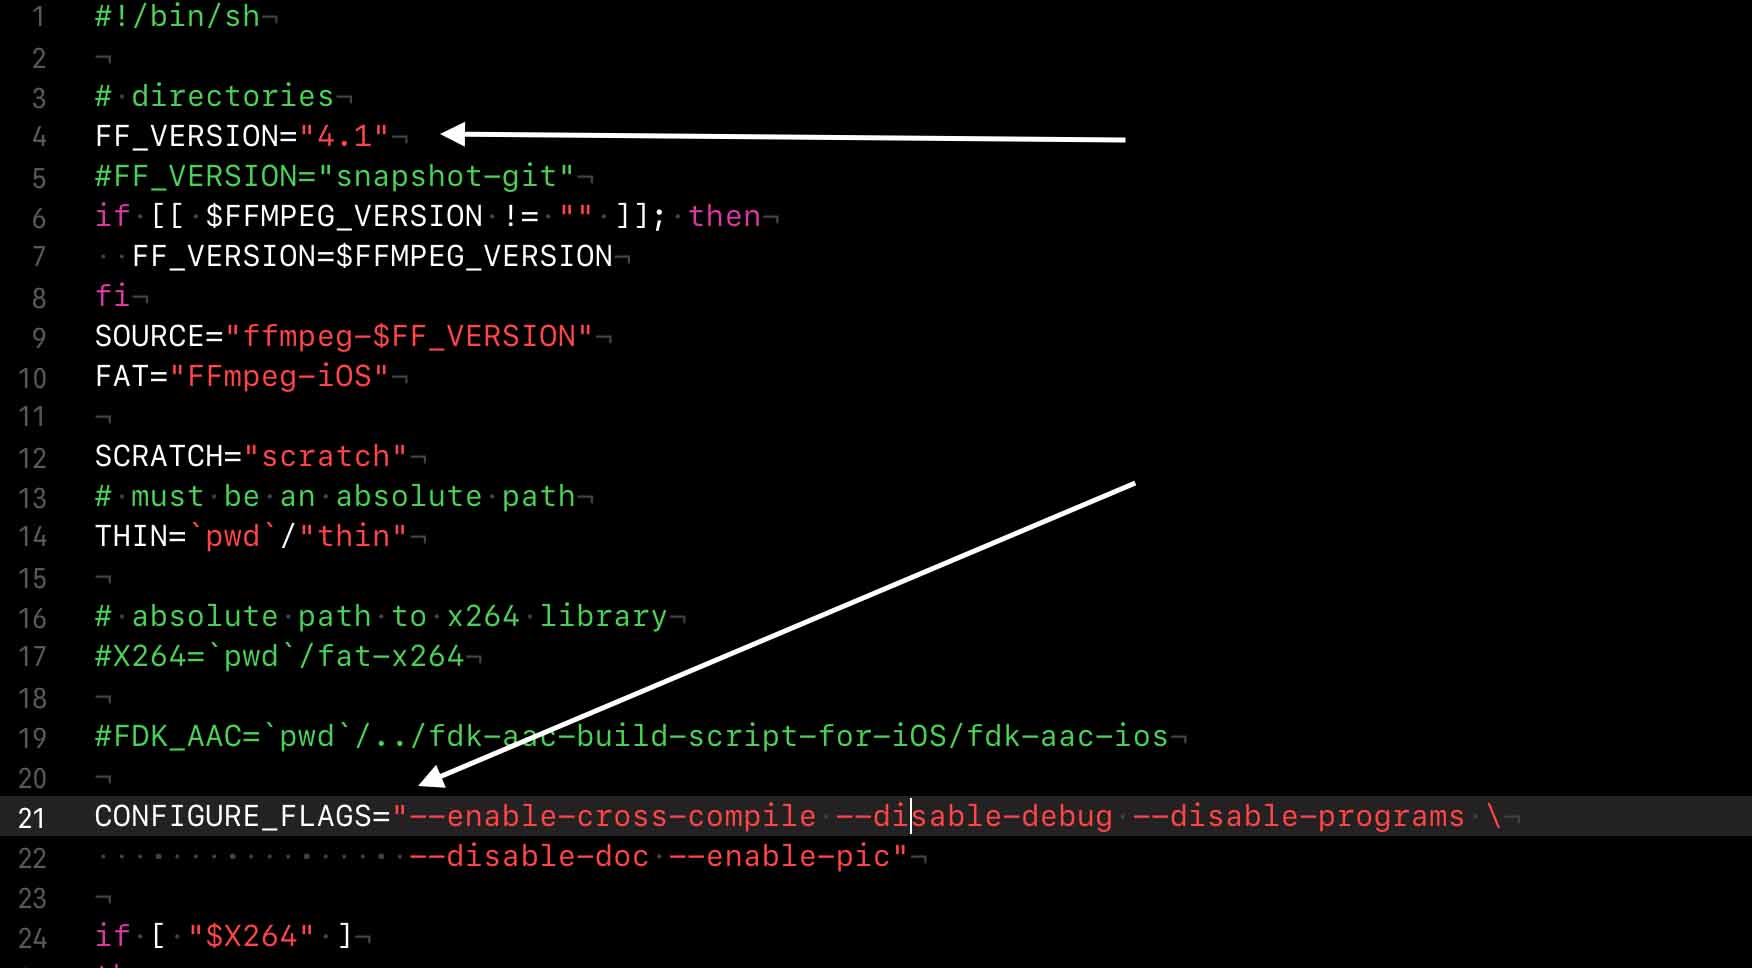 1 #!/bin/sh¬
2 ¬
3 # directories¬
4 FF_VERSION="4.1"¬
5 #FF_VERSION="snapshot-git"¬
6 if·[[·$FFMPEG_VERSION·!=·""·]];·then¬
7 ··FF_VERSION=$FFMPEG_VERSION¬
8 fi¬
9 SOURCE="ffmpeg-$FF_VERSION"¬
10 FAT="FFmpeg-iOS"¬
11 ¬
12 SCRATCH="scratch"¬
13 #·must·be·an·absolute·path¬
14 THIN=`pwd`/"thin"¬
15 ¬
16 #·absolute·path·to·x264·library¬
17 #X264=`pwd`/fat-x264¬
18 ¬
19 #FDK_AAC=`pwd`/../fdk-aac-build-script-for-iOS/fdk-aac-ios¬
20 ¬
21 CONFIGURE_FLAGS="--enable-cross-compile·--disable-debug·--disable-programs·\¬
22 ·················--disable-doc·--enable-pic"¬
23 ¬
24 if·[·"$X264"·]¬